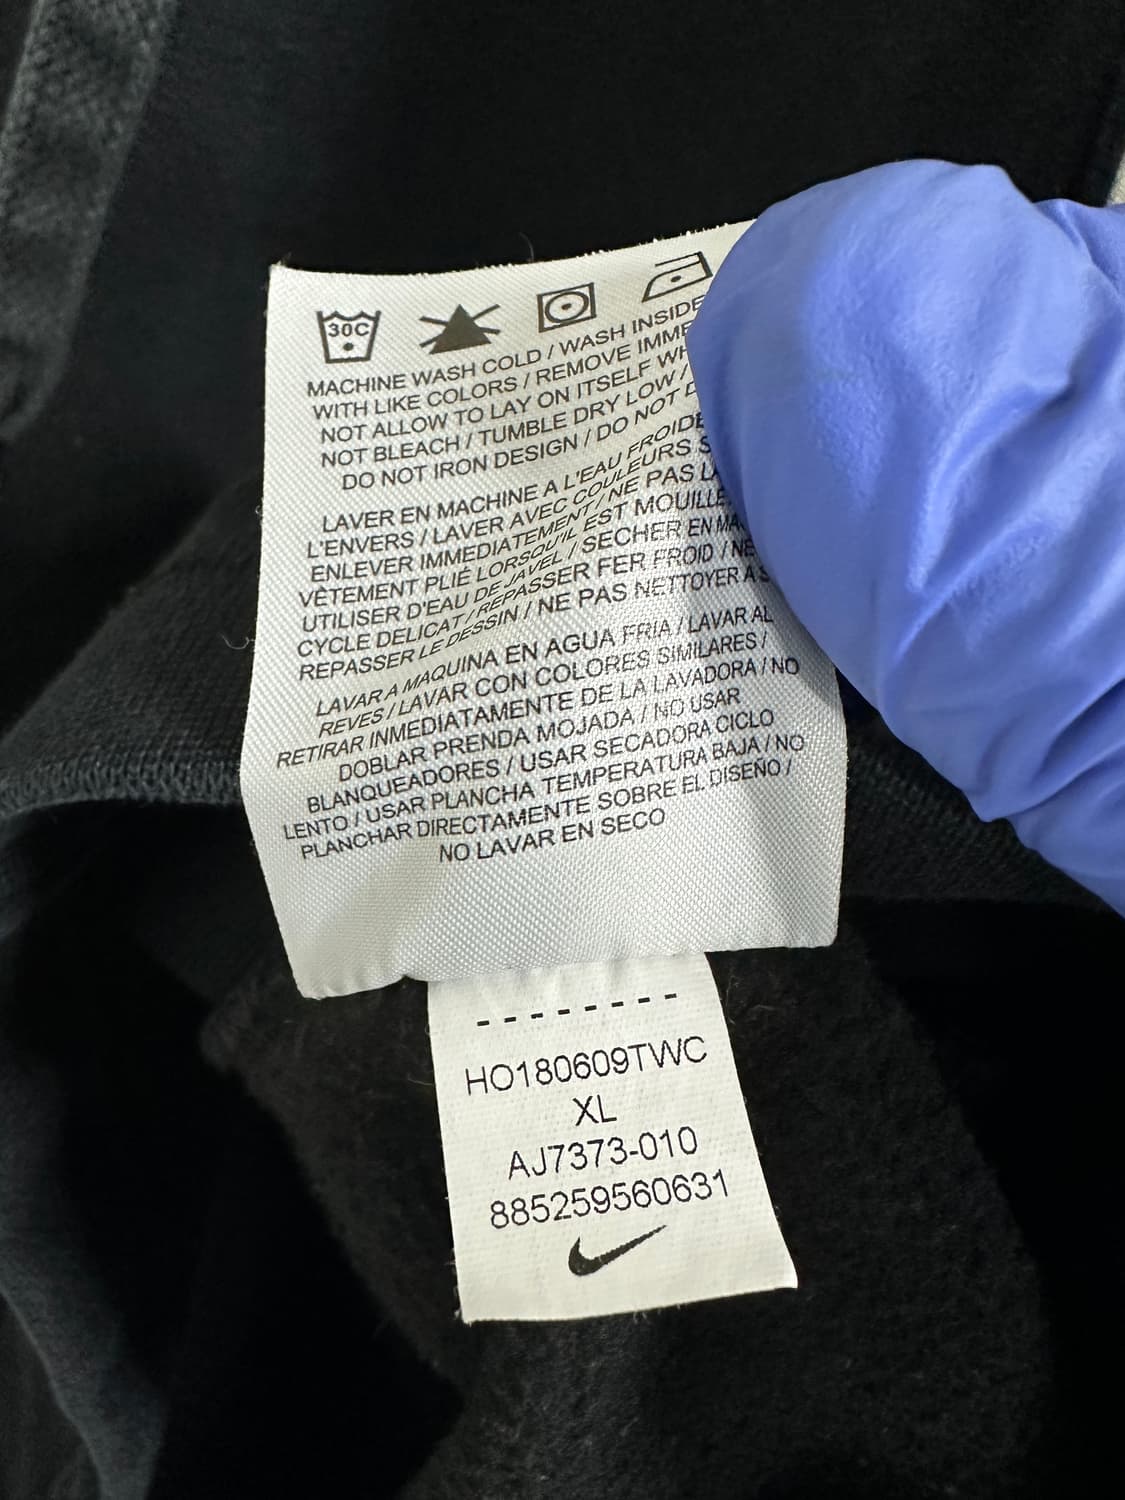 30C
MACHINE WASH COLD / WASH INSIDE
WITH LIKE COLORS / REMOVE
NOT ALLOW TO LAY ON ITSELF
NOT BLEACH / TUMBLE DRY LOW /
DO NOT IRON DESIGN / DO NOT
LAVER EN MACHINE A L'EAU FROIDE
L'ENVERS / LAVER AVEC COULEURS
ENLEVER IMMEDIATEMENT / NE PAS
VÊTEMENT PLIÉ LORSQU'IL EST MOUILLÉ
UTILISER D'EAU DE JAVEL / SECHER EN
CYCLE DELICAT / REPASSER FER FROID / NE
REPASSER LE DESSIN / NE PAS NETTOYER A
LAVAR A MAQUINA EN AGUA FRIA / LAVAR AL
REVES / LAVAR CON COLORES SIMILARES /
RETIRAR INMEDIATAMENTE DE LA LAVADORA / NO
DOBLAR PRENDA MOJADA / NO USAR
BLANQUEADORES / USAR SECADORA CICLO
LENTO / USAR PLANCHA TEMPERATURA BAJA / NO
PLANCHAR DIRECTAMENTE SOBRE EL DISEÑO /
NO LAVAR EN SECO
--------
HO180609TWC
XL
AJ7373-010
885259560631